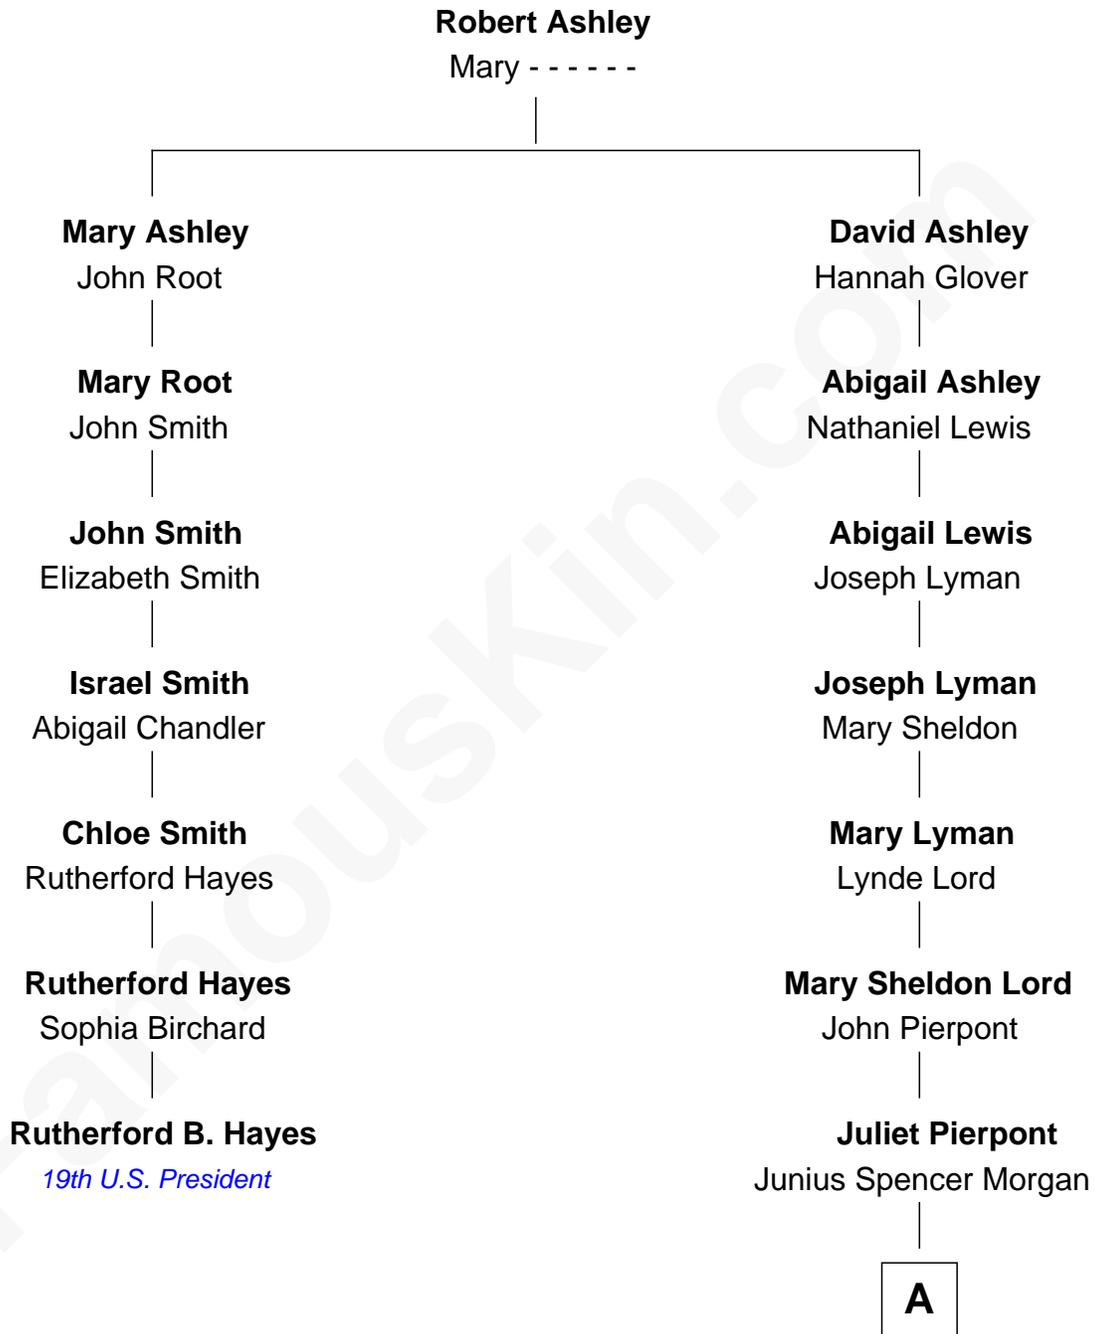 Robert Ashley
Mary - - - - - -
Mary Ashley
John Root
David Ashley
Hannah Glover
Mary Root
John Smith
Abigail Ashley
Nathaniel Lewis
John Smith
Elizabeth Smith
Abigail Lewis
Joseph Lyman
Israel Smith
Abigail Chandler
Joseph Lyman
Mary Sheldon
Chloe Smith
Rutherford Hayes
Mary Lyman
Lynde Lord
Rutherford Hayes
Sophia Birchard
Mary Sheldon Lord
John Pierpont
Rutherford B. Hayes
19th U.S. President
Juliet Pierpont
Junius Spencer Morgan
A
FamousKin.com